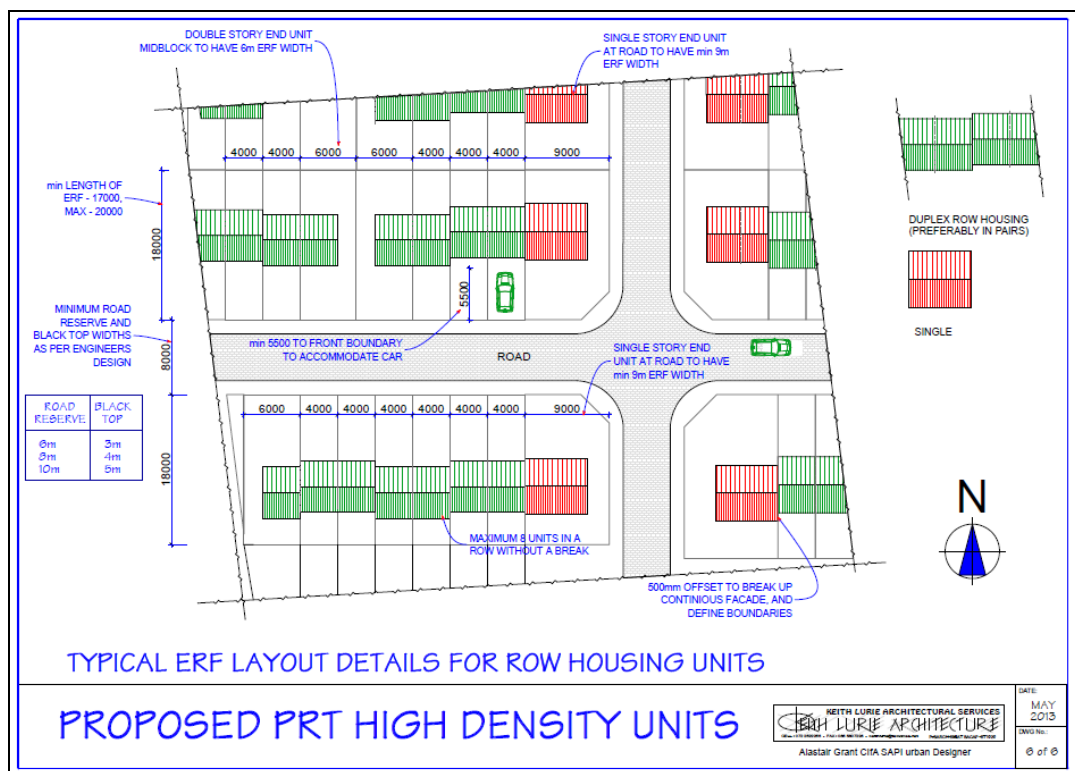 DOUBLE STORY END UNIT
MIDBLOCK TO HAVE 6m ERF WIDTH
SINGLE STORY END UNIT
AT ROAD TO HAVE min 9m
ERF WIDTH
4000 4000 6000 6000 4000 4000 4000 9000
min LENGTH OF
ERF - 17000,
MAX - 20000
18000
5500
DUPLEX ROW HOUSING
(PREFERABLY IN PAIRS)
SINGLE
MINIMUM ROAD
RESERVE AND
BLACK TOP WIDTHS
AS PER ENGINEERS
DESIGN
8000
min 5500 TO FRONT BOUNDARY
TO ACCOMMODATE CAR
ROAD
SINGLE STORY END
UNIT AT ROAD TO HAVE
min 9m ERF WIDTH
ROAD RESERVE BLACK TOP
6m 3m
8m 4m
10m 5m
6000 4000 4000 4000 4000 4000 9000
18000
MAXIMUM 8 UNITS IN A
ROW WITHOUT A BREAK
500mm OFFSET TO BREAK UP
CONTINIOUS FACADE, AND
DEFINE BOUNDARIES
N
TYPICAL ERF LAYOUT DETAILS FOR ROW HOUSING UNITS
PROPOSED PRT HIGH DENSITY UNITS
KEITH LURIE ARCHITECTURAL SERVICES
KEITH LURIE ARCHITECTURE
Alastair Grant CIfA SAPI urban Designer
DATE:
MAY
2013
DWG No.:
6 of 6